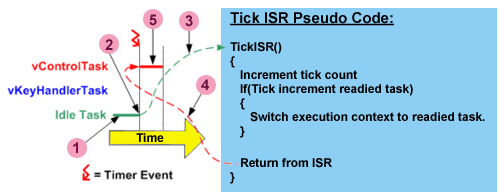 5
3
2
vControlTask
vKeyHandlerTask
Idle Task
4
1
Time
= Timer Event
Tick ISR Pseudo Code:
TickISR()
{
Increment tick count
If(Tick increment readied task)
{
Switch execution context to readied task.
}
Return from ISR
}